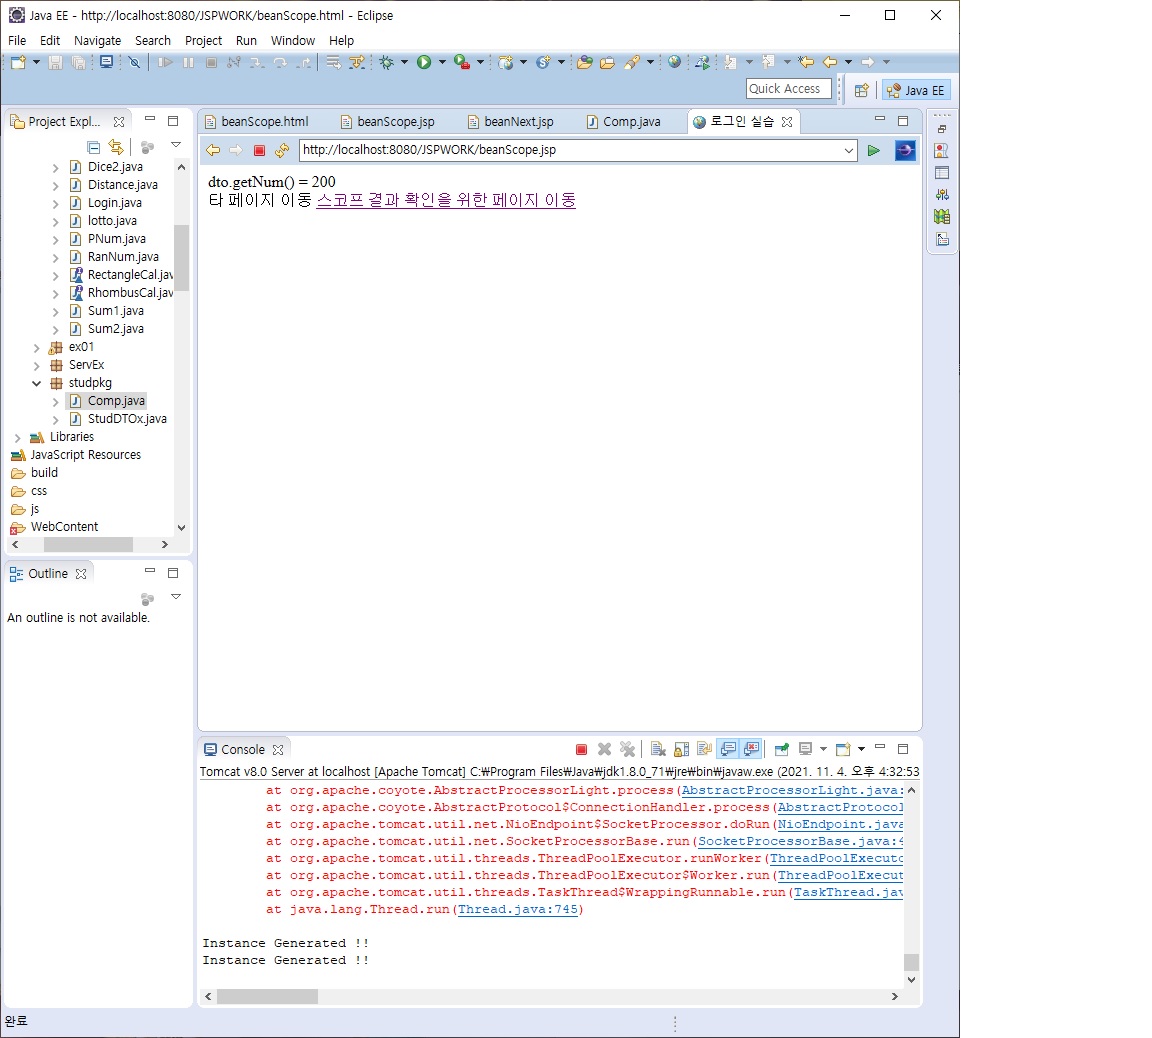 Java EE - http://localhost:8080/JSPWORK/beanScope.html - Eclipse
File Edit Navigate Search Project Run Window Help
Quick Access
Java EE
Project Expl...
Dice2.java
Distance.java
Login.java
lotto.java
PNum.java
RanNum.java
RectangleCal.jav
RhombusCal.jav
Sum1.java
Sum2.java
ex01
ServEx
studpkg
Comp.java
StudDTOx.java
Libraries
JavaScript Resources
build
css
js
WebContent
Outline
An outline is not available.
beanScope.html beanScope.jsp beanNext.jsp Comp.java 로그인 실습
http://localhost:8080/JSPWORK/beanScope.jsp
dto.getNum() = 200
타 페이지 이동 스코프 결과 확인을 위한 페이지 이동
Console
Tomcat v8.0 Server at localhost [Apache Tomcat] C:₩Program Files₩Java₩jdk1.8.0_71₩jre₩bin₩javaw.exe (2021. 11. 4. 오후 4:32:53
at org.apache.coyote.AbstractProcessorLight.process(AbstractProcessorLight.java:
at org.apache.coyote.AbstractProtocol$ConnectionHandler.process(AbstractProtocol
at org.apache.tomcat.util.net.NioEndpoint$SocketProcessor.doRun(NioEndpoint.java
at org.apache.tomcat.util.net.SocketProcessorBase.run(SocketProcessorBase.java:4
at org.apache.tomcat.util.threads.ThreadPoolExecutor.runWorker(ThreadPoolExecuto
at org.apache.tomcat.util.threads.ThreadPoolExecutor$Worker.run(ThreadPoolExecut
at org.apache.tomcat.util.threads.TaskThread$WrappingRunnable.run(TaskThread.jav
at java.lang.Thread.run(Thread.java:745)
Instance Generated !!
Instance Generated !!
완료